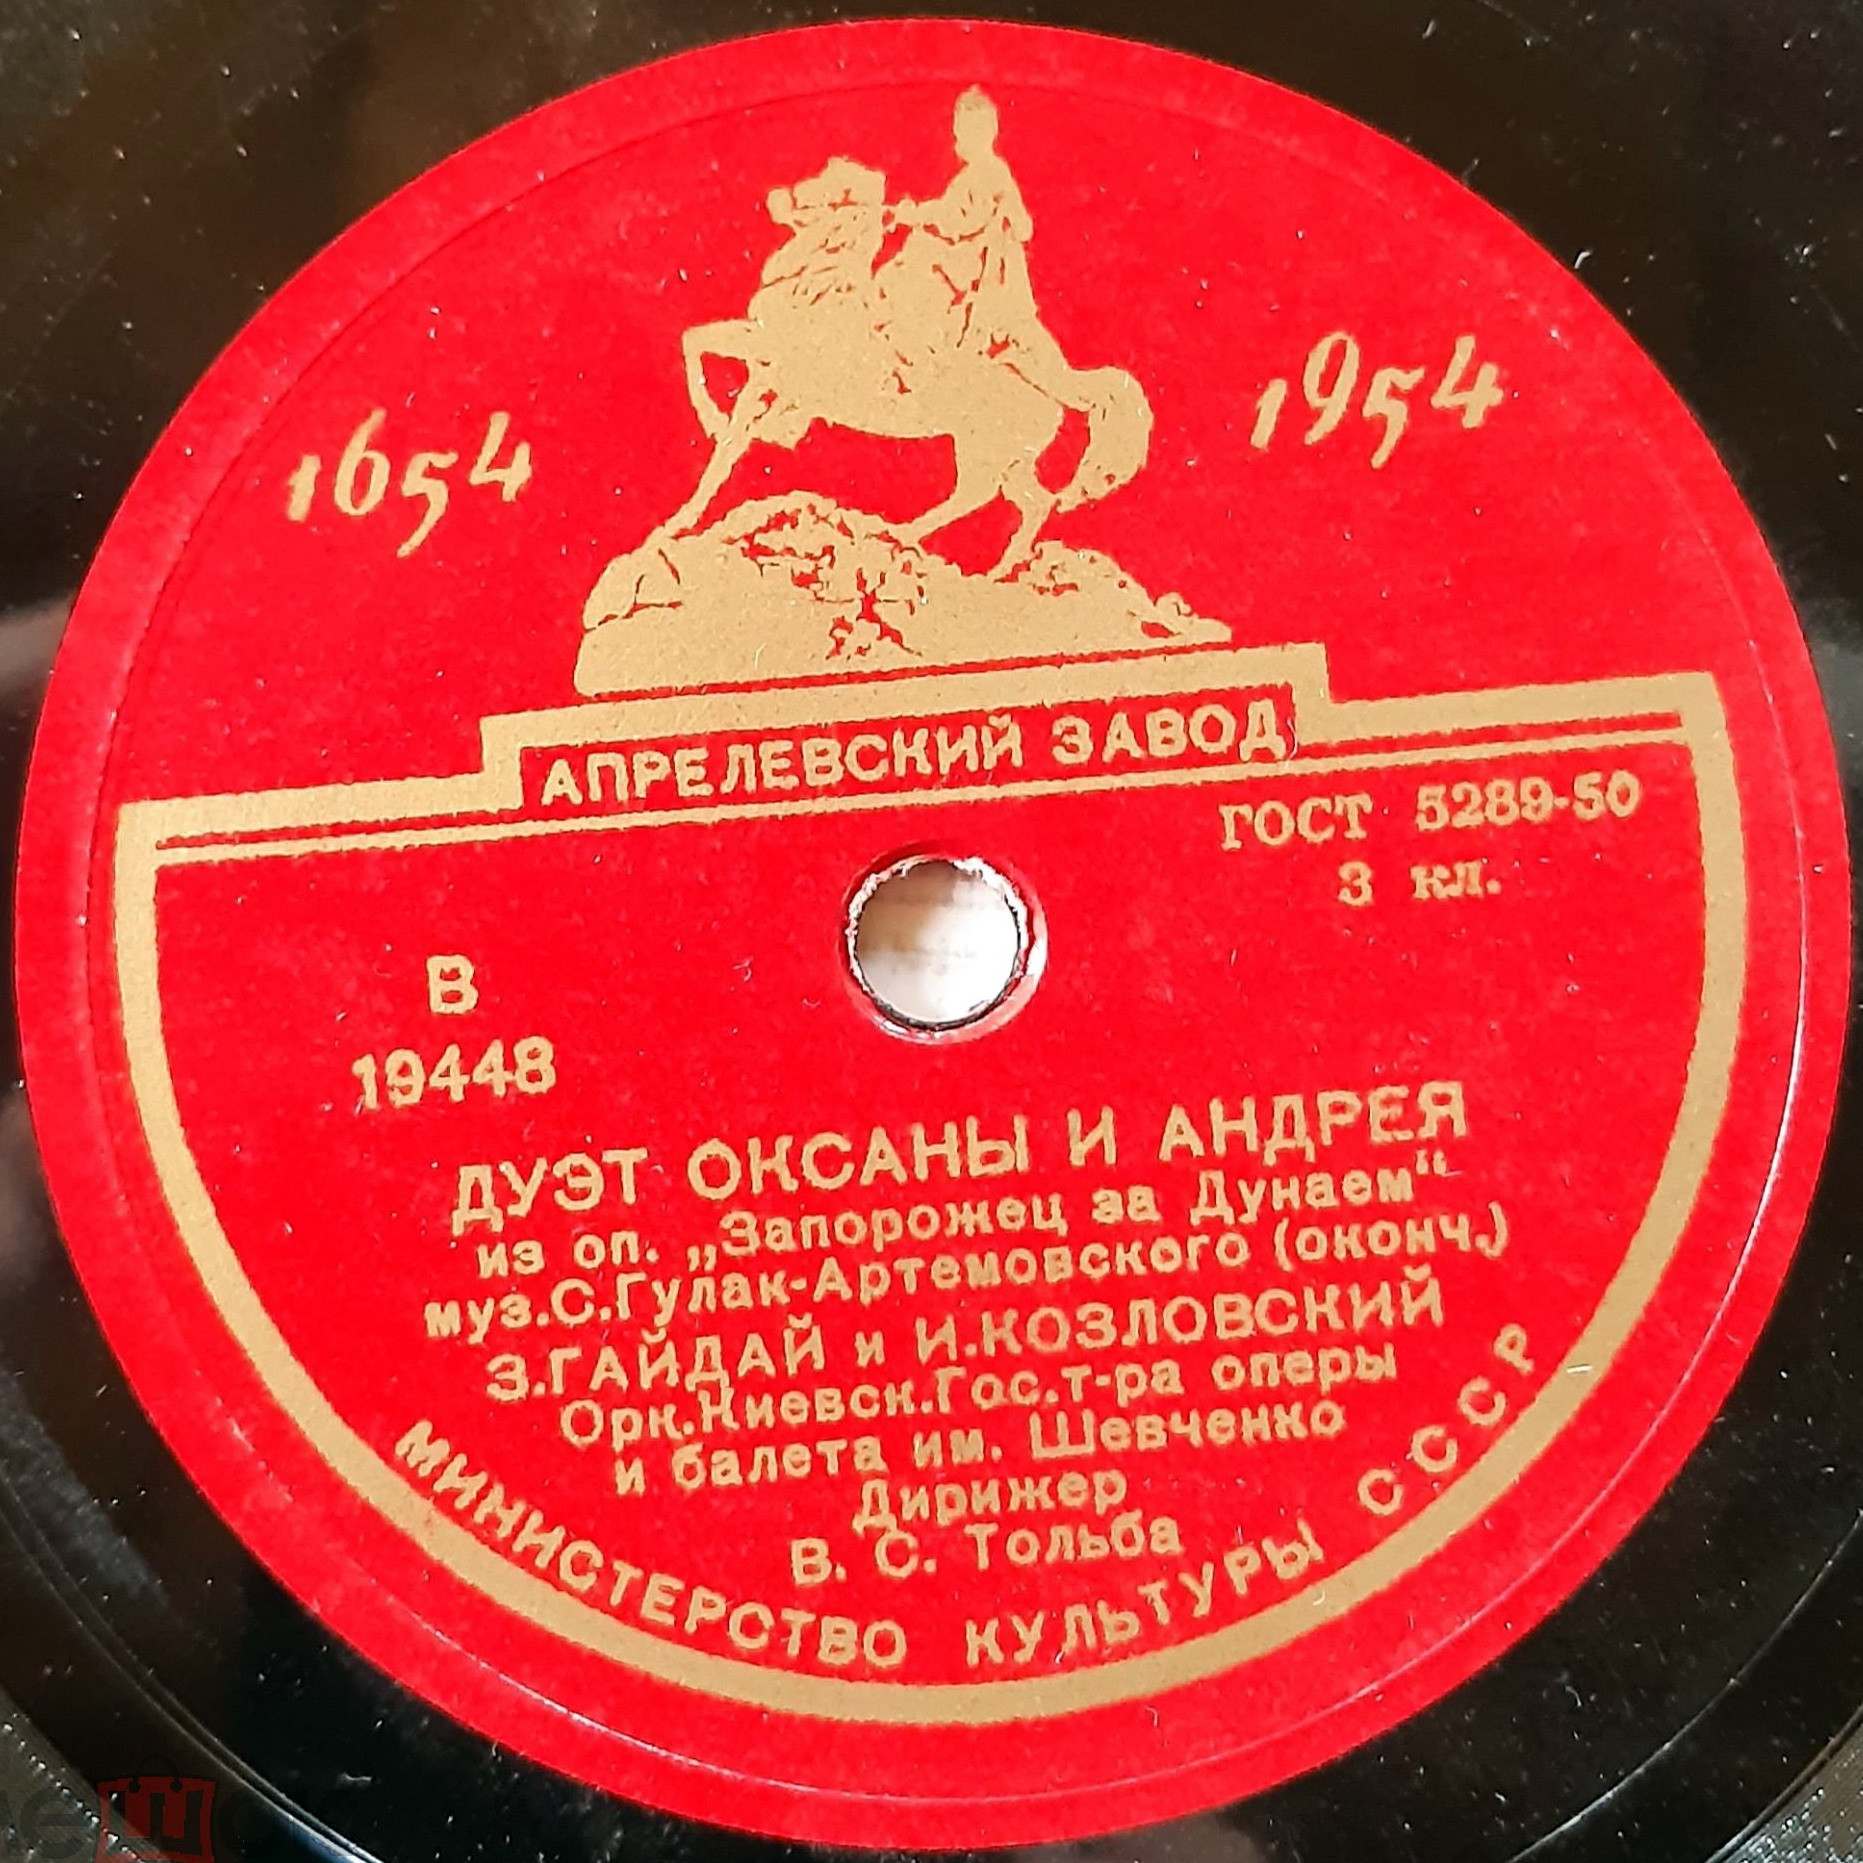 1654
1954
АПРЕЛЕВСКИЙ ЗАВОД
ГОСТ 5289-50
3 кл.
В
19448
ДУЭТ ОКСАНЫ И АНДРЕЯ
из оп. „Запорожец за Дунаем“
муз.С.Гулак-Артемовского (оконч.)
З.ГАЙДАЙ и И.КОЗЛОВСКИЙ
Орк.Киевск.Гос.т-ра оперы
и балета им. Шевченко
Дирижер
В. С. Тольба
МИНИСТЕРСТВО КУЛЬТУРЫ СССР